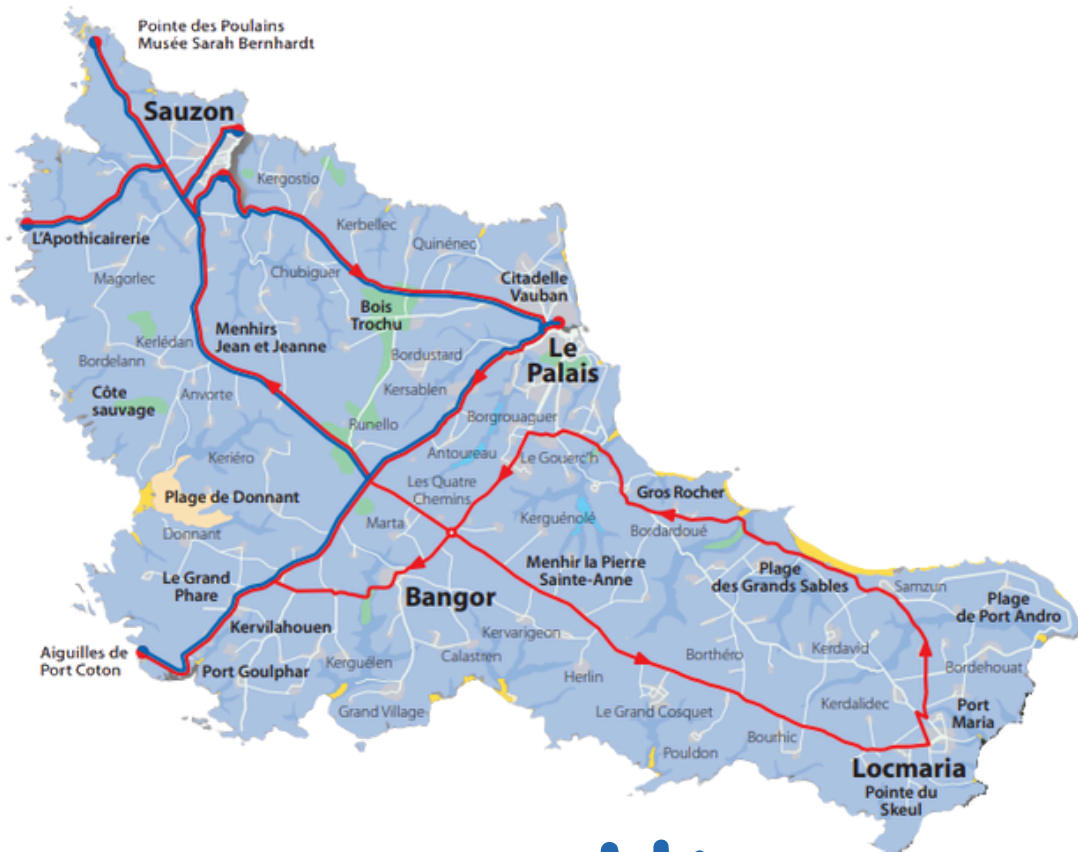 Pointe des Poulains
Musée Sarah Bernhardt
Sauzon
Kergostio
L'Apothicairerie
Kerbellec
Quinénec
Magorlec
Chubiguer
Citadelle
Vauban
Bois
Trochu
Menhirs
Jean et Jeanne
Kerlédan
Bordelann
Bordustard
Le
Palais
Côte
sauvage
Anvorte
Kersablen
Runello
Borgrouaguer
Keriéro
Antoureau
Le Gouerc'h
Plage de Donnant
Les Quatre
Chemins
Gros Rocher
Donnant
Marta
Kerguénolé
Bordardoué
Le Grand
Phare
Menhir la Pierre
Sainte-Anne
Plage
des Grands Sables
Samzun
Plage
de Port Andro
Bangor
Kervilahouen
Kervarigeon
Aiguilles de
Port Coton
Port Goulphar
Kerguélen
Calastren
Borthéro
Kerdavid
Bordehouat
Herlin
Grand Village
Le Grand Cosquet
Kerdalidec
Port
Maria
Pouldon
Bourhic
Locmaria
Pointe du
Skeul